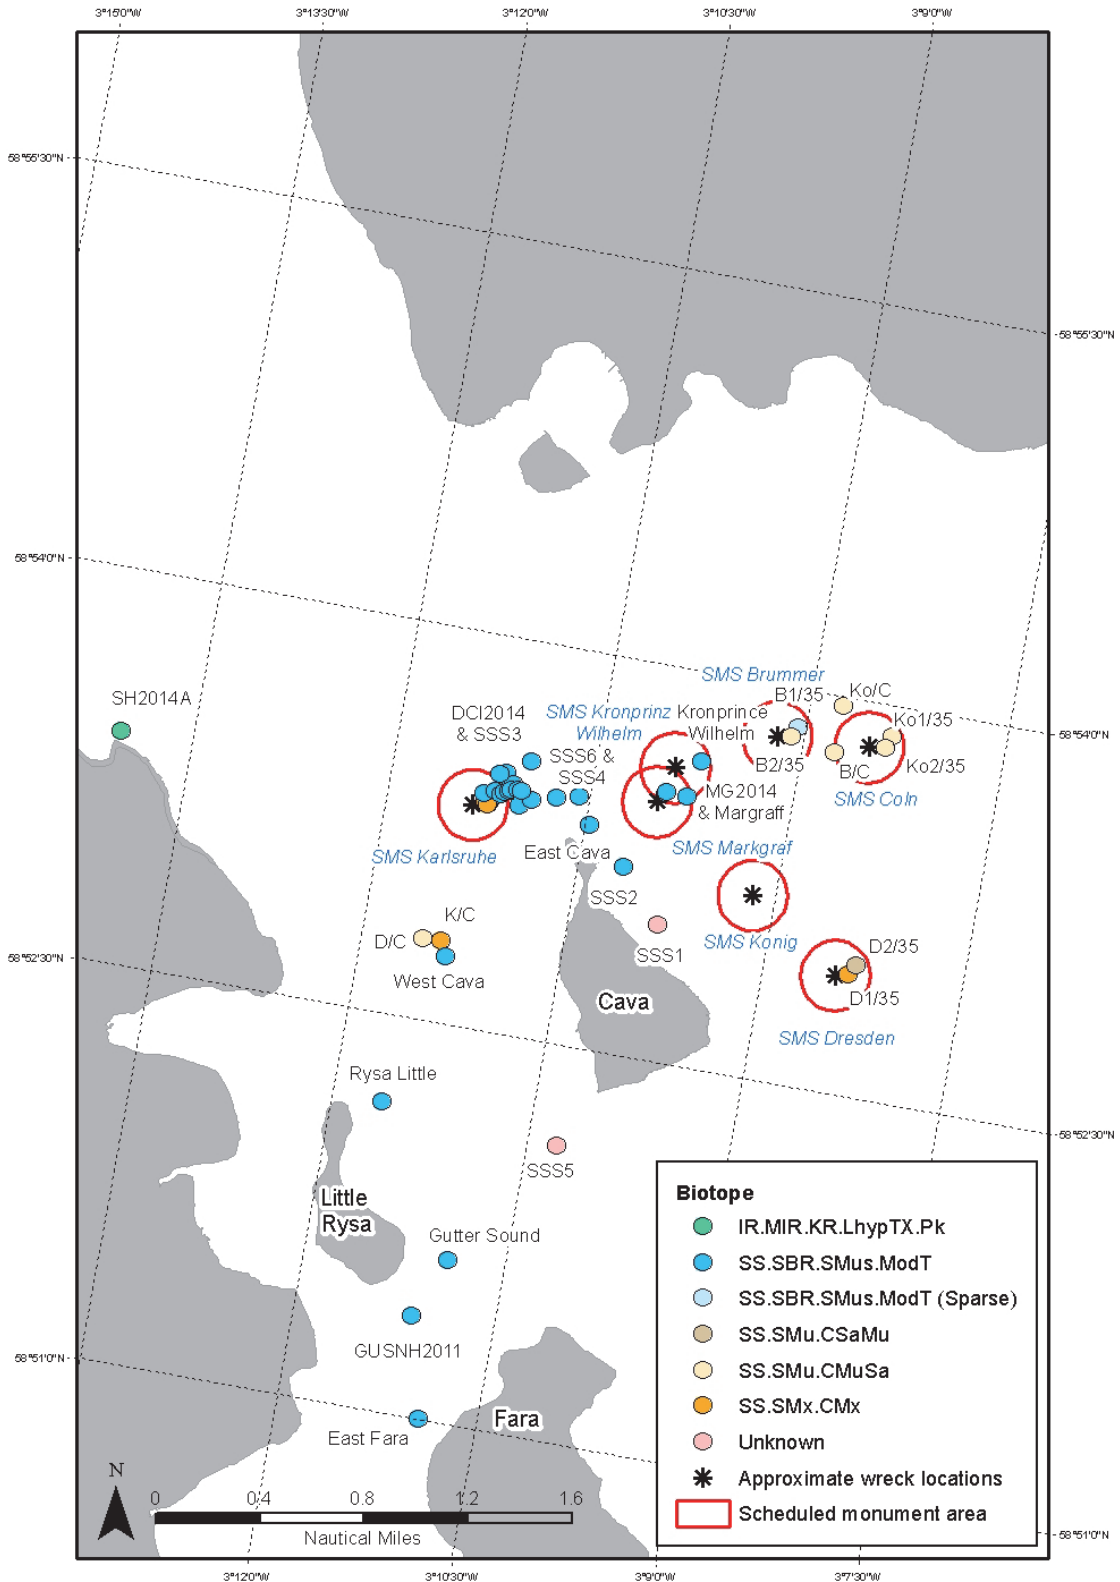 3°15'0"W
3°13'30"W
3°12'0"W
3°10'30"W
3°9'0"W
58°55'30"N
58°55'30"N
58°54'0"N
58°54'0"N
58°52'30"N
58°52'30"N
58°51'0"N
58°51'0"N
SH2014A
DCI2014
& SSS3
SMS Kronprinz
Wilhelm
Kronprince
Wilhelm
SMS Brummer
B1/35
Ko/C
Ko1/35
SSS6 &
SSS4
B2/35
B/C
Ko2/35
SMS Coln
MG2014
& Margraff
SMS Karlsruhe
East Cava
SMS Markgraf
SSS2
K/C
D/C
SSS1
SMS Konig
D2/35
West Cava
Cava
D1/35
SMS Dresden
Rysa Little
SSS5
Little
Rysa
Gutter Sound
GUSNH2011
Fara
East Fara
N
0
0.4
0.8
1.2
1.6
Nautical Miles
Biotope
IR.MIR.KR.LhypTX.Pk
SS.SBR.SMus.ModT
SS.SBR.SMus.ModT (Sparse)
SS.SMu.CSaMu
SS.SMu.CMuSa
SS.SMx.CMx
Unknown
Approximate wreck locations
Scheduled monument area
3°12'0"W
3°10'30"W
3°9'0"W
3°7'30"W